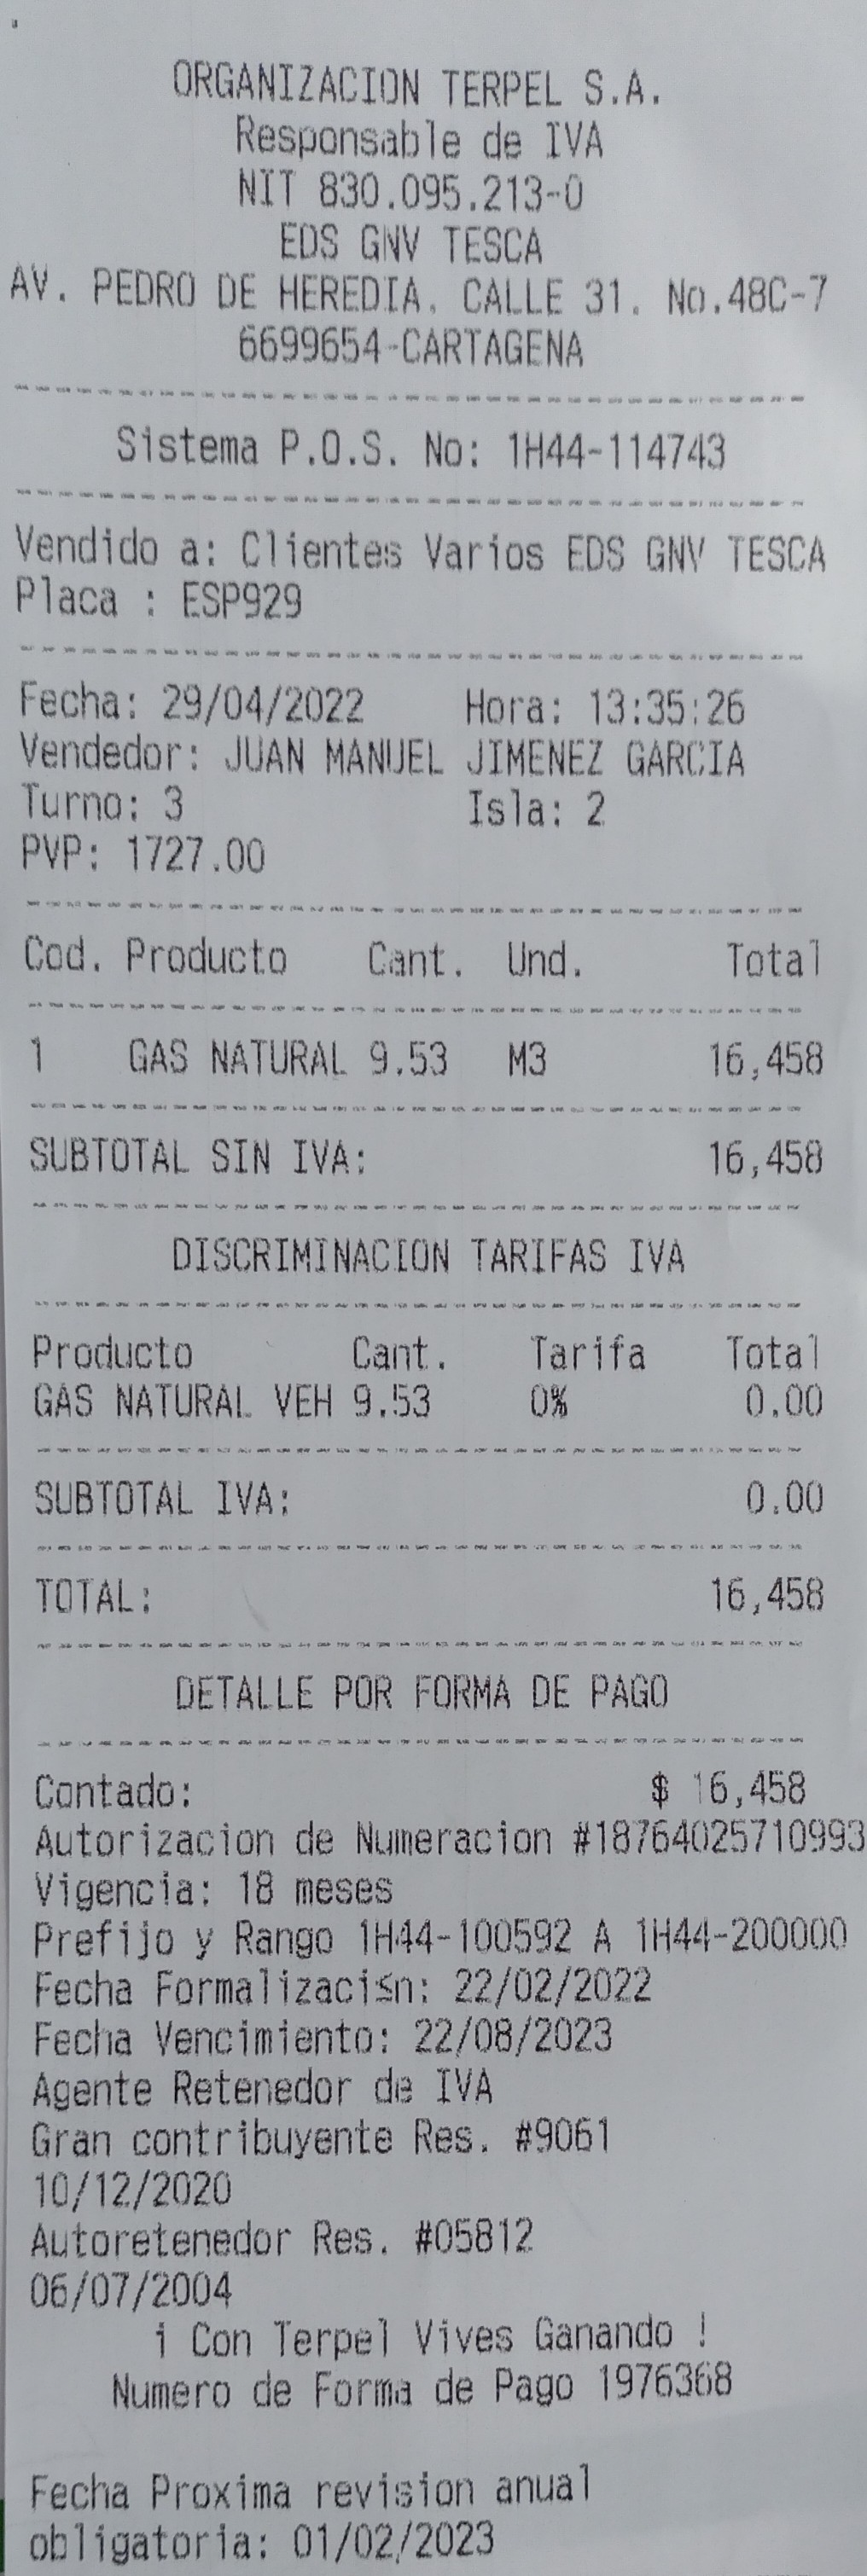 ORGANIZACION TERPEL S.A.
Responsable de IVA
NIT 830.095.213-0
EDS GNV TESCA
AV. PEDRO DE HEREDIA. CALLE 31. No.48C-7
6699654-CARTAGENA
Sistema P.O.S. No: 1H44-114743
Vendido a: Clientes Varios EDS GNV TESCA
Placa : ESP929
Fecha: 29/04/2022 Hora: 13:35:26
Vendedor: JUAN MANUEL JIMENEZ GARCIA
Turno: 3 Isla: 2
PVP: 1727.00
Cod. Producto Cant. Und. Total
1 GAS NATURAL 9.53 M3 16,458
SUBTOTAL SIN IVA: 16,458
DISCRIMINACION TARIFAS IVA
Producto Cant. Tarifa Total
GAS NATURAL VEH 9.53 0% 0.00
SUBTOTAL IVA: 0.00
TOTAL: 16,458
DETALLE POR FORMA DE PAGO
Contado: $ 16,458
Autorizacion de Numeracion #18764025710993
Vigencia: 18 meses
Prefijo y Rango 1H44-100592 A 1H44-200000
Fecha Formalizaci≤n: 22/02/2022
Fecha Vencimiento: 22/08/2023
Agente Retenedor de IVA
Gran contribuyente Res. #9061
10/12/2020
Autoretenedor Res. #05812
06/07/2004
¡ Con Terpel Vives Ganando !
Numero de Forma de Pago 1976368
Fecha Proxima revision anual
obligatoria: 01/02/2023